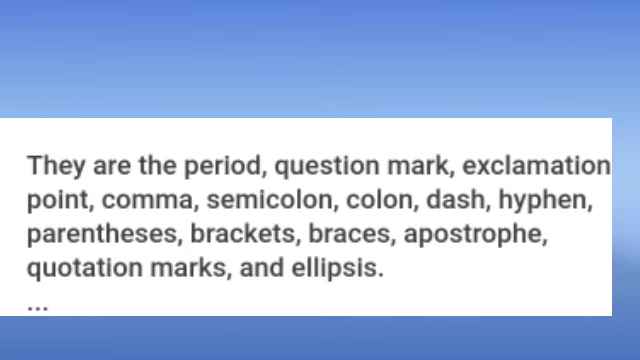 They are the period, question mark, exclamation
point, comma, semicolon, colon, dash, hyphen,
parentheses, brackets, braces, apostrophe,
quotation marks, and ellipsis.
...